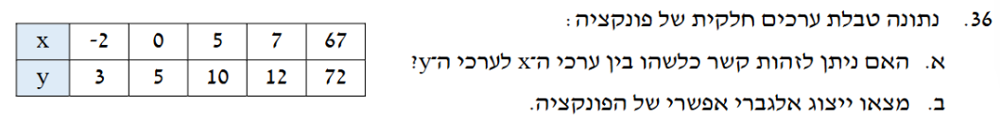 36. נתונה טבלת ערכים חלקית של פונקציה:
א. האם ניתן לזהות קשר כלשהו בין ערכי ה־x לערכי ה־y?
ב. מצאו ייצוג אלגברי אפשרי של הפונקציה.
x -2 0 5 7 67
y 3 5 10 12 72